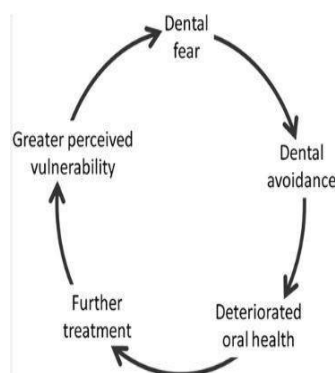 Dental
fear
Dental
avoidance
Deteriorated
oral health
Further
treatment
Greater perceived
vulnerability